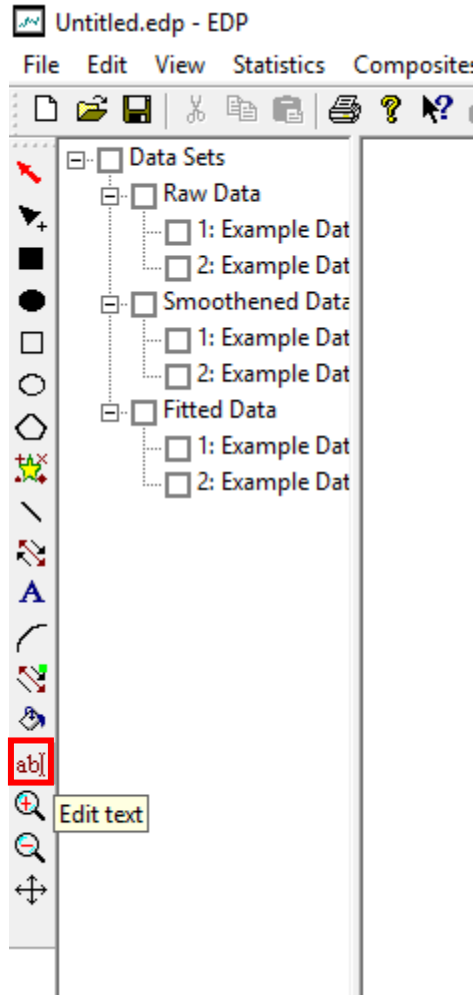 Untitled.edp - EDP
File Edit View Statistics Composites
Data Sets
Raw Data
1: Example Dat
2: Example Dat
Smoothened Data
1: Example Dat
2: Example Dat
Fitted Data
1: Example Dat
2: Example Dat
A
ab
Edit text